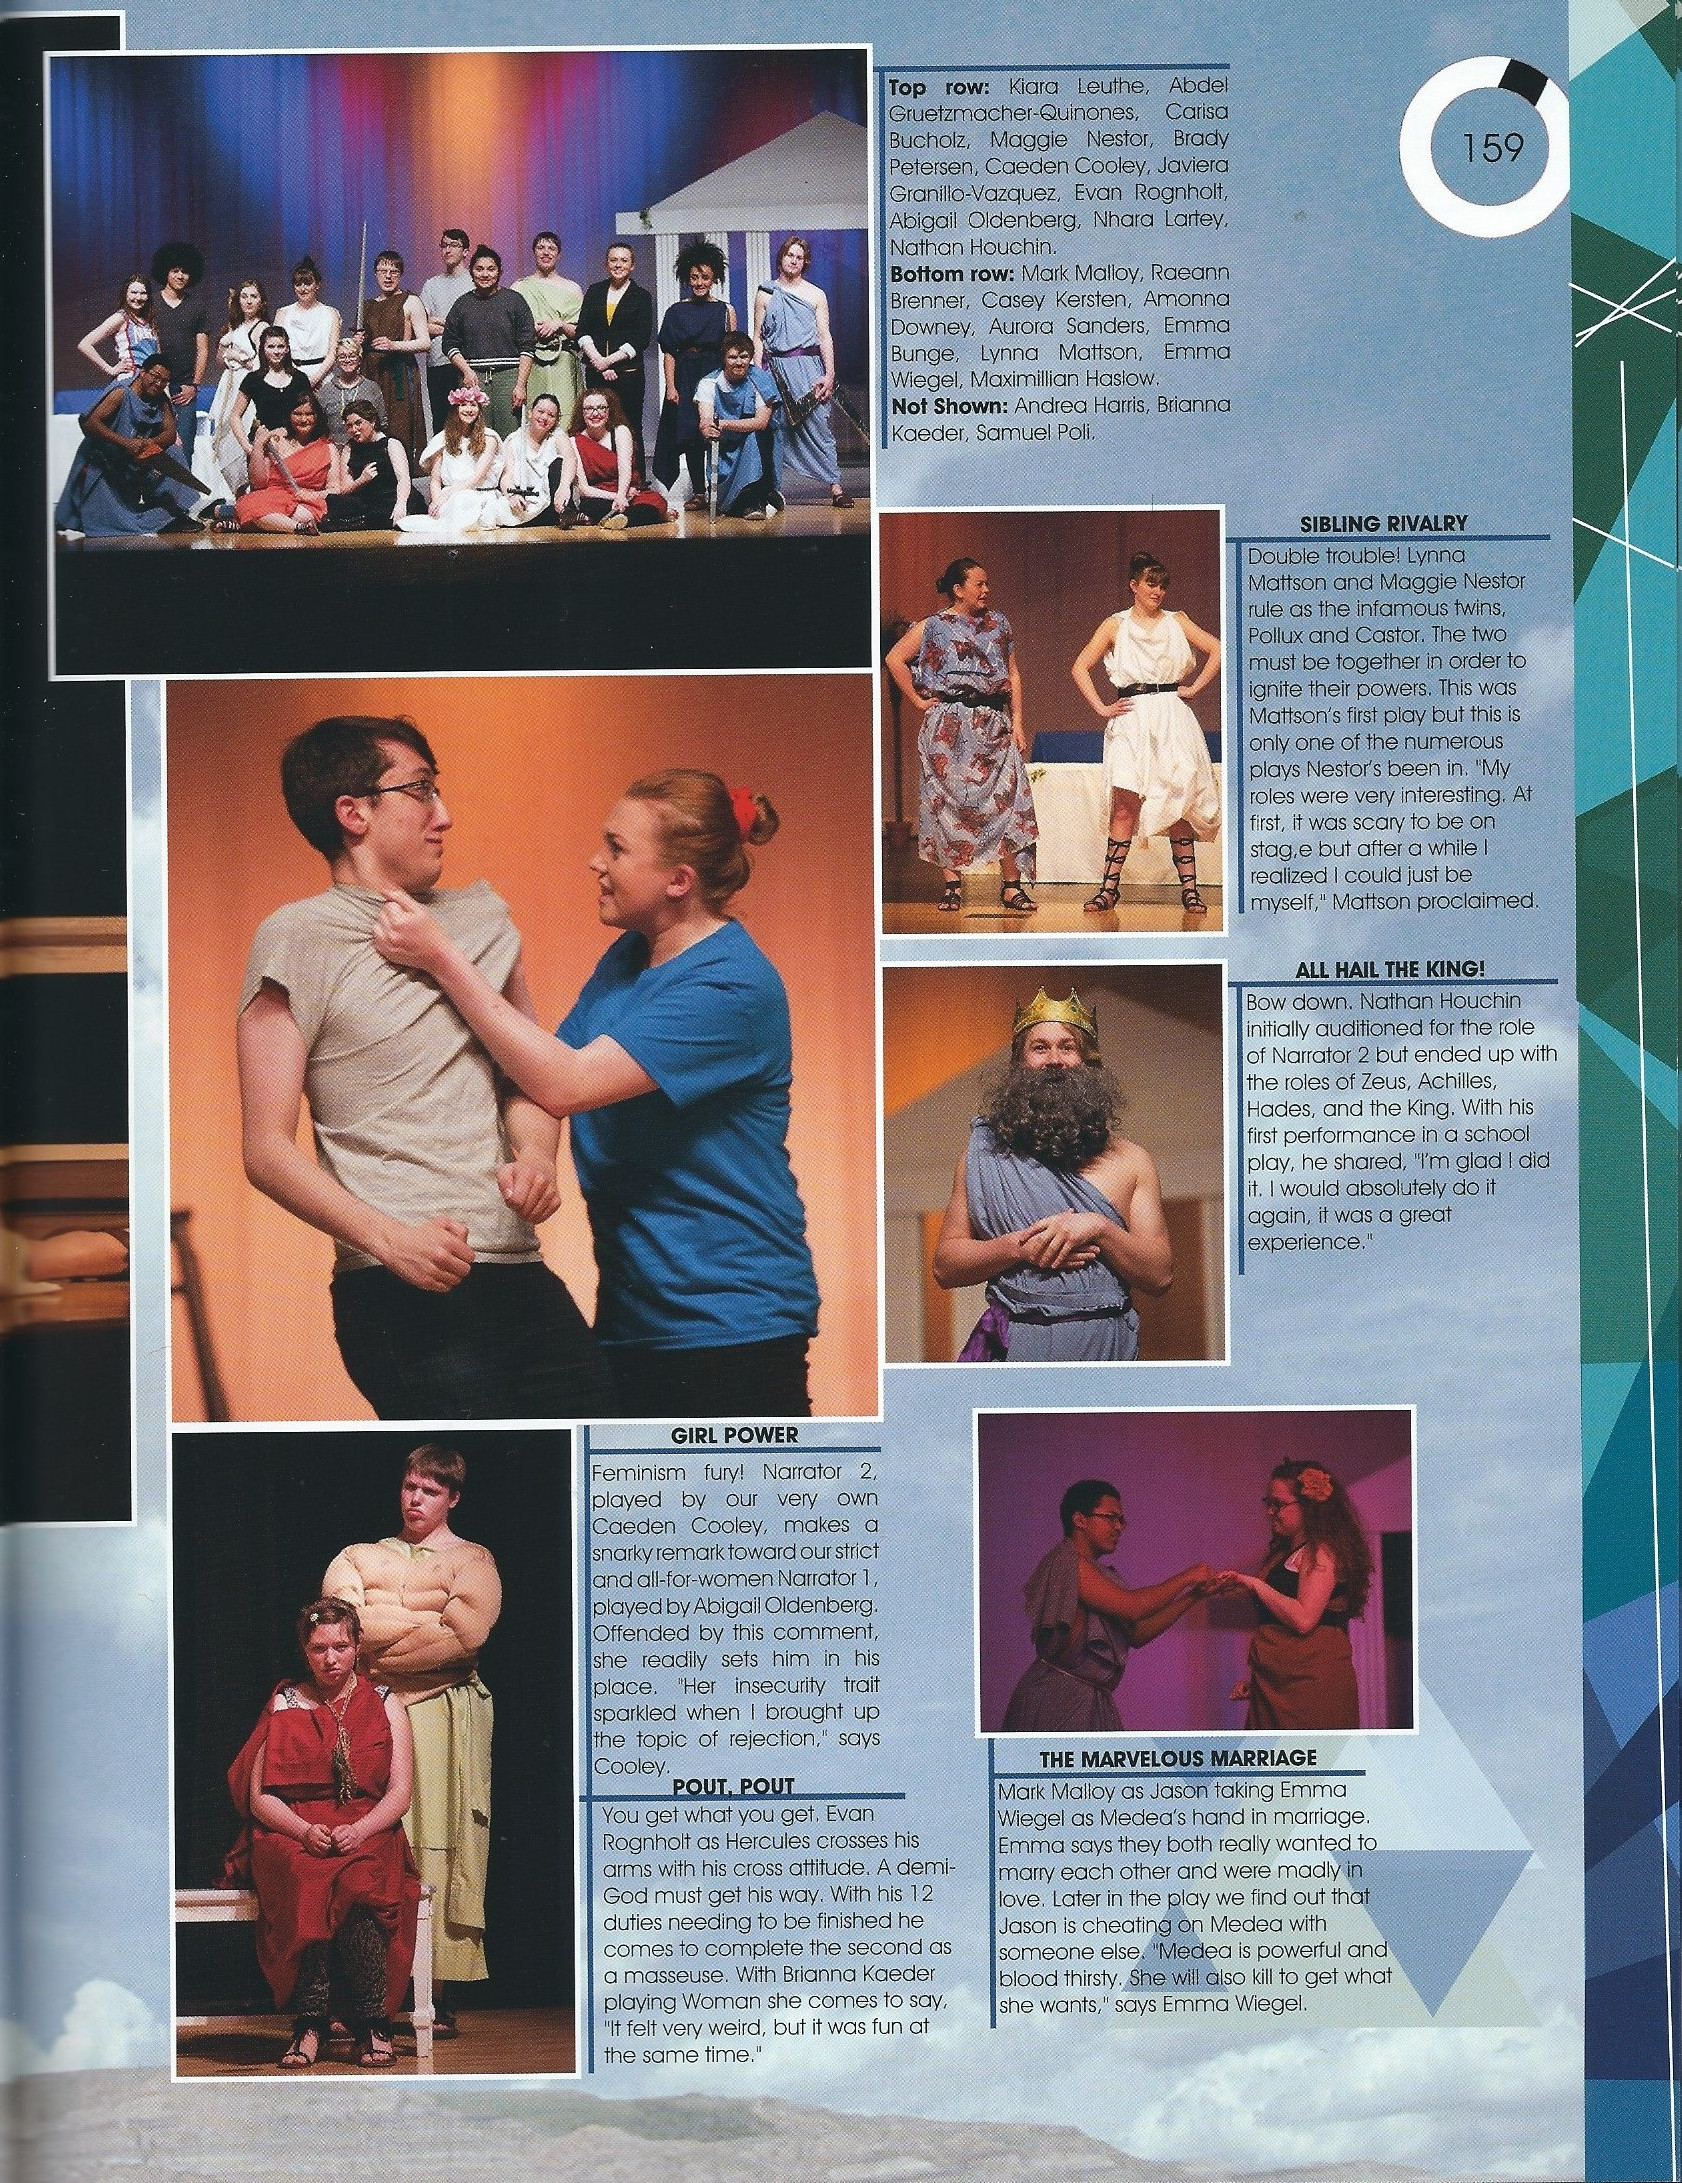 Top row: Kiara Leuthe, Abdel
Gruetzmacher-Quinones, Carisa
Bucholz, Maggie Nestor, Brady
Petersen, Caeden Cooley, Javiera
Granillo-Vazquez, Evan Rognholt,
Abigail Oldenberg, Nhara Lartey,
Nathan Houchin.
Bottom row: Mark Malloy, Raeann
Brenner, Casey Kersten, Amonna
Downey, Aurora Sanders, Emma
Bunge, Lynna Mattson, Emma
Wiegel, Maximillian Haslow.
Not Shown: Andrea Harris, Brianna
Kaeder, Samuel Poli.
159
SIBLING RIVALRY
Double trouble! Lynna
Mattson and Maggie Nestor
rule as the infamous twins,
Pollux and Castor. The two
must be together in order to
ignite their powers. This was
Mattson's first play but this is
only one of the numerous
plays Nestor's been in. "My
roles were very interesting. At
first, it was scary to be on
stag,e but after a while I
realized I could just be
myself," Mattson proclaimed.
ALL HAIL THE KING!
Bow down. Nathan Houchin
initially auditioned for the role
of Narrator 2 but ended up with
the roles of Zeus, Achilles,
Hades, and the King. With his
first performance in a school
play, he shared, "I'm glad I did
it. I would absolutely do it
again, it was a great
experience."
GIRL POWER
Feminism fury! Narrator 2,
played by our very own
Caeden Cooley, makes a
snarky remark toward our strict
and all-for-women Narrator 1,
played by Abigail Oldenberg.
Offended by this comment,
she readily sets him in his
place. "Her insecurity trait
sparkled when I brought up
the topic of rejection," says
Cooley.
POUT, POUT
You get what you get. Evan
Rognholt as Hercules crosses his
arms with his cross attitude. A demi-
God must get his way. With his 12
duties needing to be finished he
comes to complete the second as
a masseuse. With Brianna Kaeder
playing Woman she comes to say,
"It felt very weird, but it was fun at
the same time."
THE MARVELOUS MARRIAGE
Mark Malloy as Jason taking Emma
Wiegel as Medea's hand in marriage.
Emma says they both really wanted to
marry each other and were madly in
love. Later in the play we find out that
Jason is cheating on Medea with
someone else. "Medea is powerful and
blood thirsty. She will also kill to get what
she wants," says Emma Wiegel.